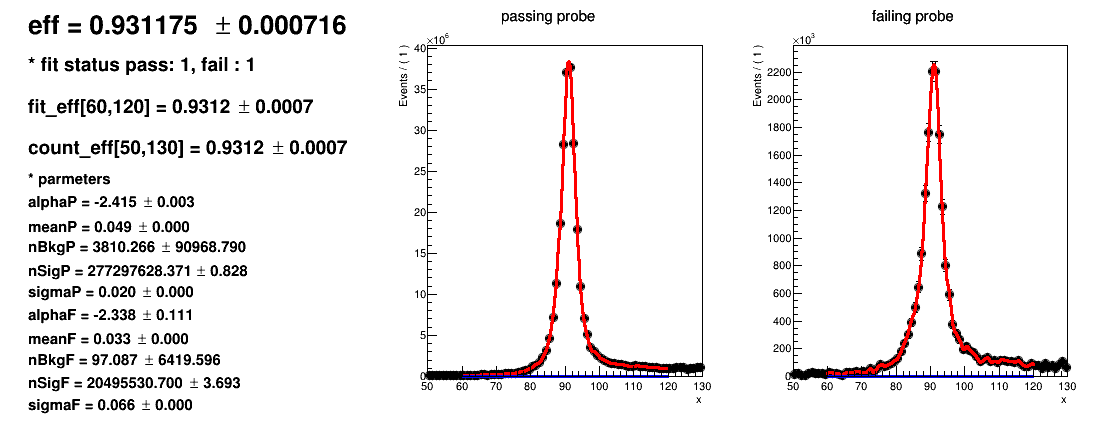 eff = 0.931175 ± 0.000716
* fit status pass: 1, fail : 1
fit_eff[60,120] = 0.9312 ± 0.0007
count_eff[50,130] = 0.9312 ± 0.0007
* parmeters
alphaP = -2.415 ± 0.003
meanP = 0.049 ± 0.000
nBkgP = 3810.266 ± 90968.790
nSigP = 277297628.371 ± 0.828
sigmaP = 0.020 ± 0.000
alphaF = -2.338 ± 0.111
meanF = 0.033 ± 0.000
nBkgF = 97.087 ± 6419.596
nSigF = 20495530.700 ± 3.693
sigmaF = 0.066 ± 0.000
passing probe
×10⁶
Events / ( 1 )
40
35
30
25
20
15
10
5
0
50 60 70 80 90 100 110 120 130
x
failing probe
×10³
Events / ( 1 )
2200
2000
1800
1600
1400
1200
1000
800
600
400
200
0
50 60 70 80 90 100 110 120 130
x